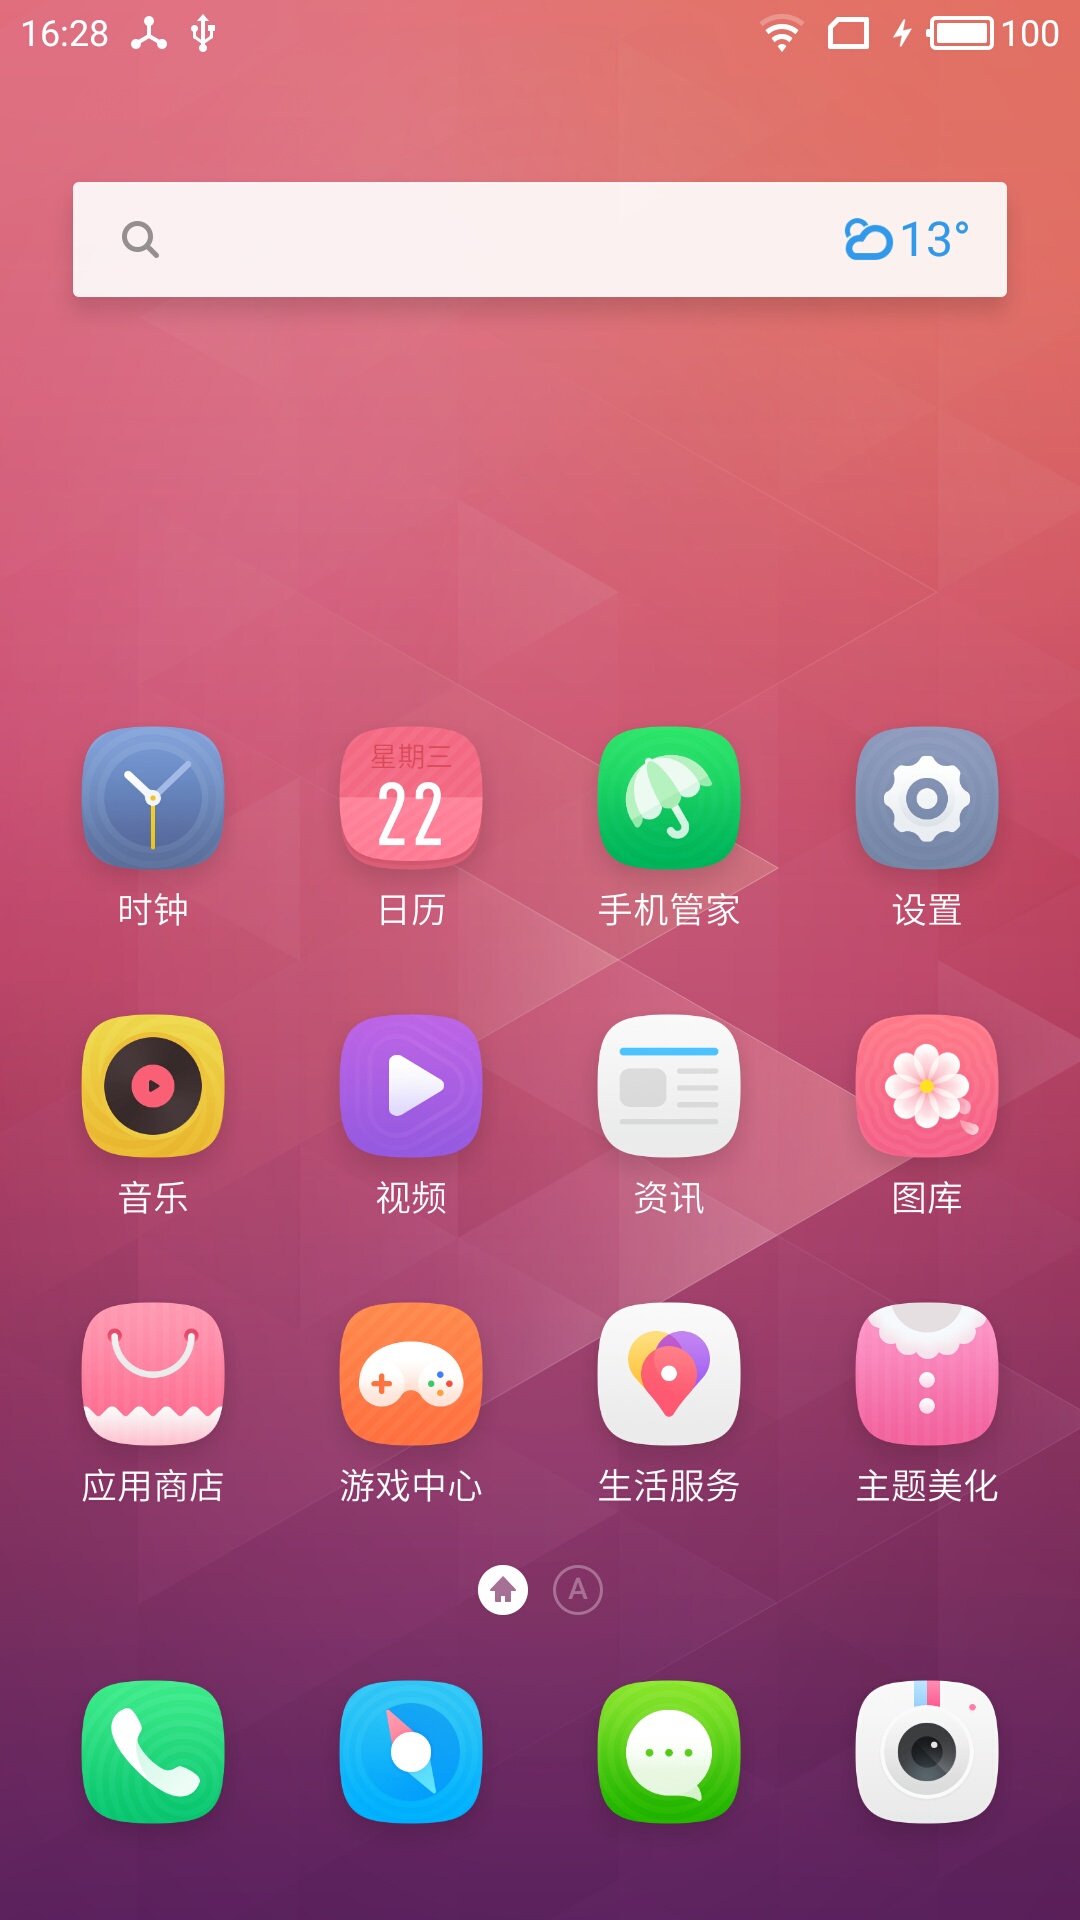 16:28
100
13°
星期三
22
时钟
日历
手机管家
设置
音乐
视频
资讯
图库
应用商店
游戏中心
生活服务
主题美化
A